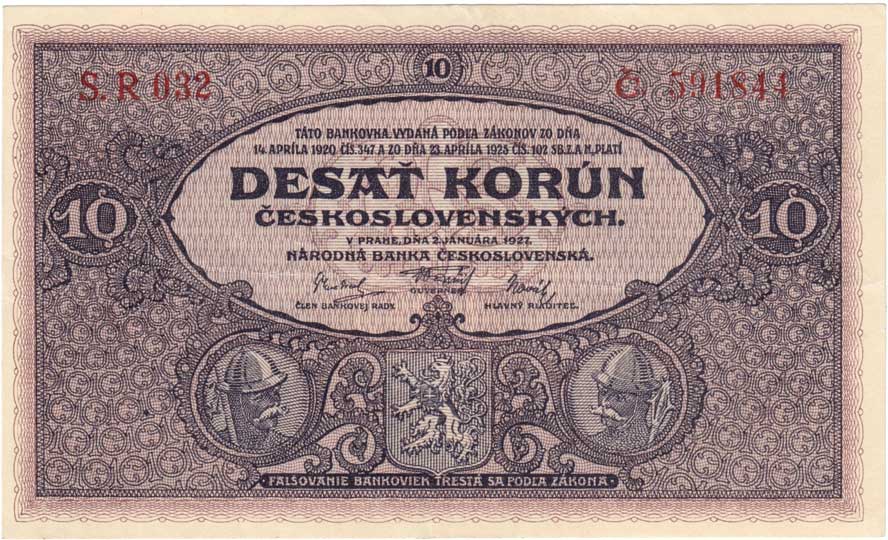 S. R 032
10
Č 591844
TÁTO BANKOVKA, VYDANÁ PODĽA ZÁKONOV ZO DŇA
14. APRÍLA 1920, ČÍS. 347 A ZO DŇA 23. APRÍLA 1925 ČÍS. 102 SB. Z. A N. PLATÍ
DESAŤ KORÚN
ČESKOSLOVENSKÝCH.
10
10
V PRAHE, DŇA 2. JANUÁRA 1927.
NÁRODNÁ BANKA ČESKOSLOVENSKÁ.
ČLEN BANKOVEJ RADY.
GUVERNÉR
HLAVNÝ RIADITEĽ.
FALŠOVANIE BANKOVIEK TRESTÁ SA PODĽA ZÁKONA